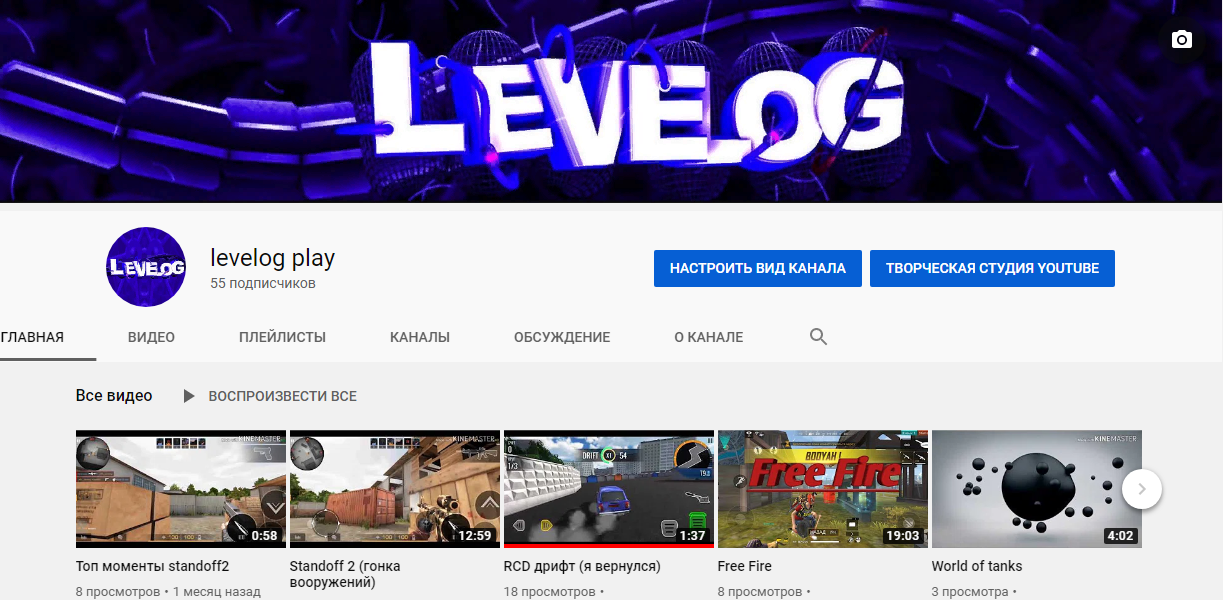 LEVELOG
LEVELOG
levelog play
55 подписчиков
НАСТРОИТЬ ВИД КАНАЛА
ТВОРЧЕСКАЯ СТУДИЯ YOUTUBE
ГЛАВНАЯ
ВИДЕО
ПЛЕЙЛИСТЫ
КАНАЛЫ
ОБСУЖДЕНИЕ
О КАНАЛЕ
Все видео
ВОСПРОИЗВЕСТИ ВСЕ
KINEMASTER
0:58
KINEMASTER
12:59
1/3
DRIFT X1 54
1:37
BOOYAH!
Free Fire
19:03
KINEMASTER
4:02
Топ моменты standoff2
8 просмотров • 1 месяц назад
Standoff 2 (гонка
вооружений)
RCD дрифт (я вернулся)
18 просмотров •
Free Fire
8 просмотров •
World of tanks
3 просмотра •